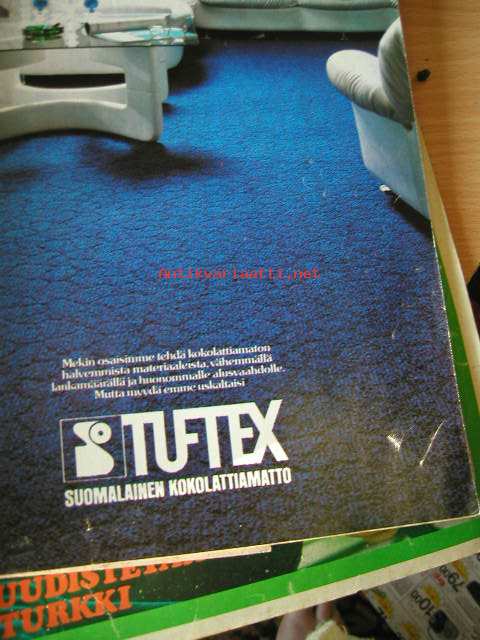 Antikvariaatti.net
Mekin osaisimme tehdä kokolattiamaton
halvemmista materiaaleista, vähemmällä
lankamäärällä ja huonommalle alusvaahdolle.
Mutta myydä emme uskaltaisi
TUFTEX
SUOMALAINEN KOKOLATTIAMATTO
TURKKI